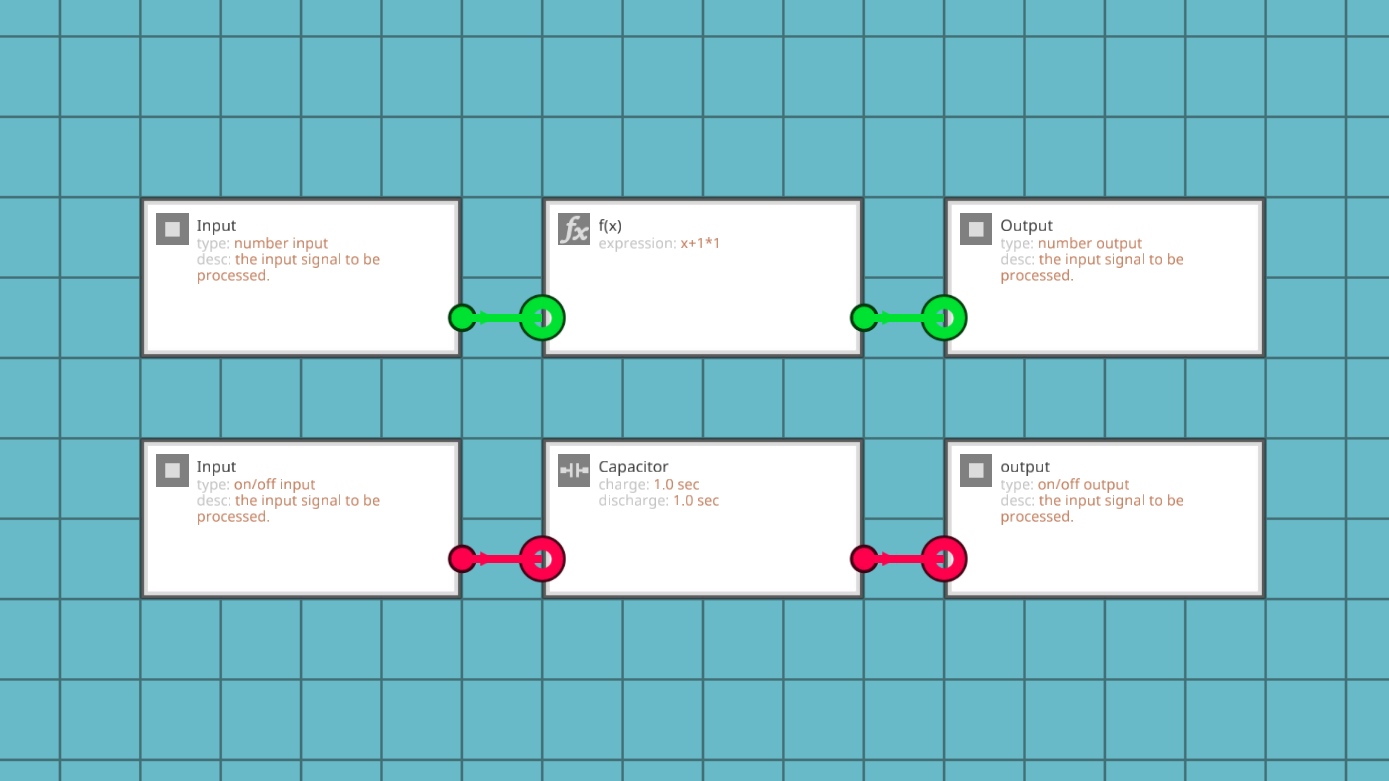 Input
type: number input
desc: the input signal to be
processed.
f(x)
expression: x+1*1
Output
type: number output
desc: the input signal to be
processed.
Input
type: on/off input
desc: the input signal to be
processed.
Capacitor
charge: 1.0 sec
discharge: 1.0 sec
output
type: on/off output
desc: the input signal to be
processed.